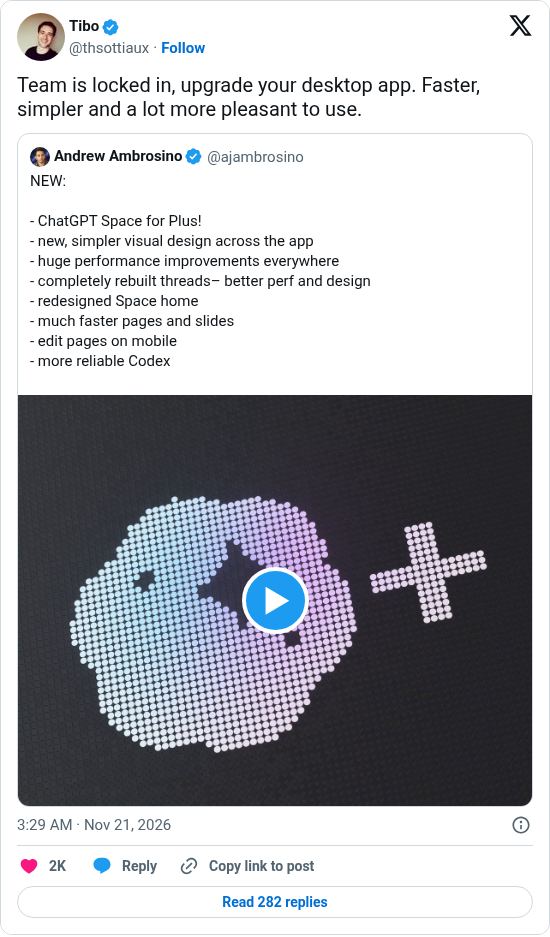 Tibo
@thsottiaux · Follow
Team is locked in, upgrade your desktop app. Faster,
simpler and a lot more pleasant to use.
Andrew Ambrosino @ajambrosino
NEW:
- ChatGPT Space for Plus!
- new, simpler visual design across the app
- huge performance improvements everywhere
- completely rebuilt threads– better perf and design
- redesigned Space home
- much faster pages and slides
- edit pages on mobile
- more reliable Codex
3:29 AM · Nov 21, 2026
2K Reply Copy link to post
Read 282 replies